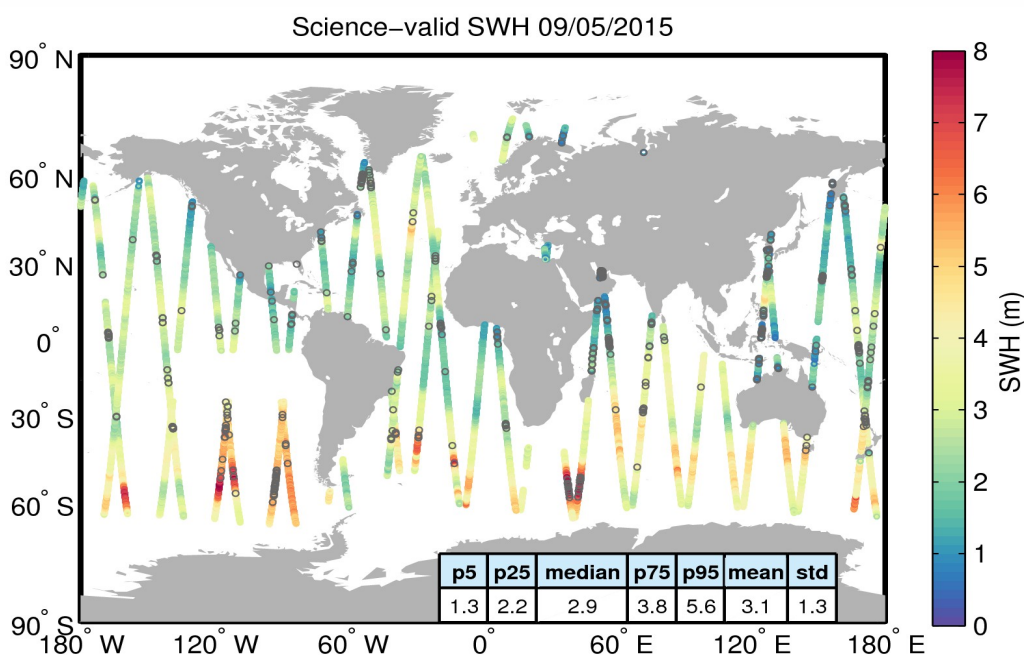 Science−valid SWH 09/05/2015
90° N
60° N
30° N
0°
30° S
60° S
90° S
180° W
120° W
60° W
0°
60° E
120° E
180° E
p5 p25 median p75 p95 mean std
1.3 2.2 2.9 3.8 5.6 3.1 1.3
8
7
6
5
4
3
2
1
0
SWH (m)